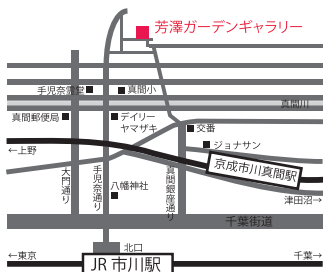 芳澤ガーデンギャラリー
手児奈霊堂
真間小
真間川
真間郵便局
デイリー
ヤマザキ
交番
ジョナサン
←上野
京成市川真間駅
大門通り
手児奈通り
真間銀座通り
八幡神社
津田沼→
千葉街道
北口
←東京
JR 市川駅
千葉→